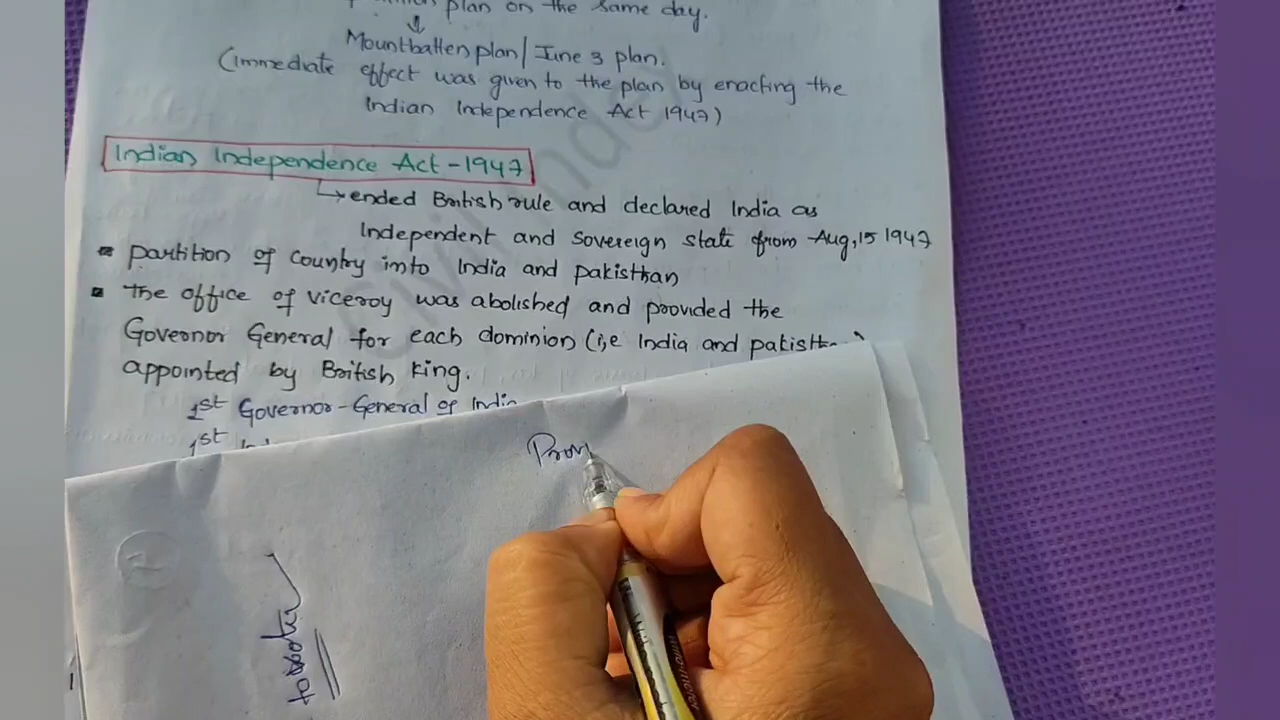 plan on the same day.
Mountbatten plan / June 3 plan.
(immediate effect was given to the plan by enacting the
Indian Independence Act 1947)
Indian Independence Act - 1947
ended British rule and declared India as
Independent and sovereign state from Aug, 15 1947
partition of country into India and pakisthan
The office of viceroy was abolished and provided the
Governor General for each dominion (i,e India and
appointed by British king.
1st Governor-General of India
1st
Prov